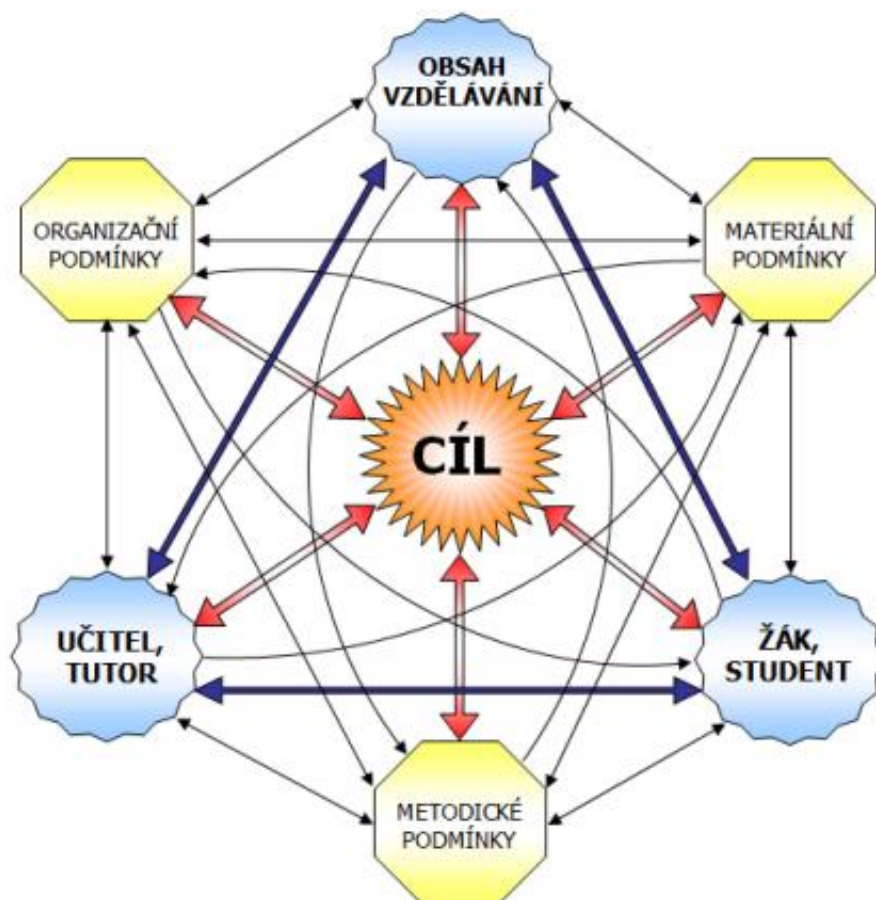 OBSAH
VZDĚLÁVÁNÍ
ORGANIZAČNÍ
PODMÍNKY
MATERIÁLNÍ
PODMÍNKY
CÍL
UČITEL,
TUTOR
ŽÁK,
STUDENT
METODICKÉ
PODMÍNKY